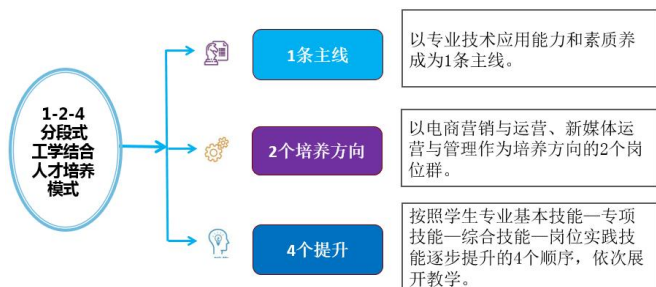 1-2-4
分段式
工学结合
人才培养
模式
1条主线
以专业技术应用能力和素质养
成为1条主线。
2个培养方向
以电商营销与运营、新媒体运
营与管理作为培养方向的2个岗
位群。
4个提升
按照学生专业基本技能—专项
技能—综合技能—岗位实践技
能逐步提升的4个顺序，依次展
开教学。